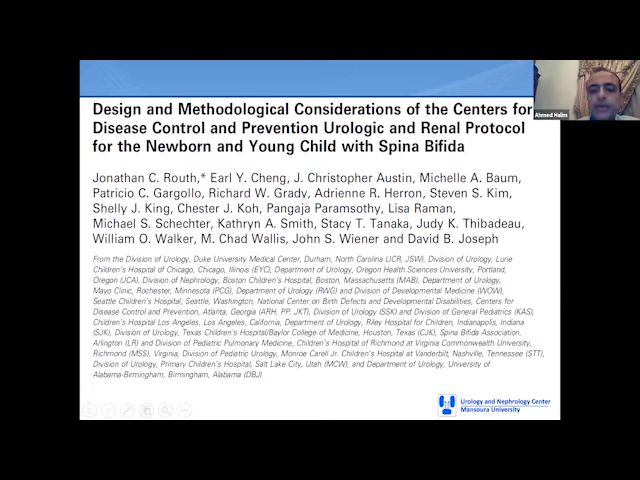 Design and Methodological Considerations of the Centers for
Disease Control and Prevention Urologic and Renal Protocol
for the Newborn and Young Child with Spina Bifida
Ahmed Halim
Jonathan C. Routh,* Earl Y. Cheng, J. Christopher Austin, Michelle A. Baum,
Patricio C. Gargollo, Richard W. Grady, Adrienne R. Herron, Steven S. Kim,
Shelly J. King, Chester J. Koh, Pangaja Paramsothy, Lisa Raman,
Michael S. Schechter, Kathryn A. Smith, Stacy T. Tanaka, Judy K. Thibadeau,
William O. Walker, M. Chad Wallis, John S. Wiener and David B. Joseph
From the Division of Urology, Duke University Medical Center, Durham, North Carolina (JCR, JSW), Division of Urology, Lurie
Children's Hospital of Chicago, Chicago, Illinois (EYC), Department of Urology, Oregon Health Sciences University, Portland,
Oregon (JCA), Division of Nephrology, Boston Children's Hospital, Boston, Massachusetts (MAB), Department of Urology,
Mayo Clinic, Rochester, Minnesota (PCG), Department of Urology (RWG) and Division of Developmental Medicine (WOW),
Seattle Children's Hospital, Seattle, Washington, National Center on Birth Defects and Developmental Disabilities, Centers for
Disease Control and Prevention, Atlanta, Georgia (ARH, PP, JKT), Division of Urology (SSK) and Division of General Pediatrics (KAS),
Children's Hospital Los Angeles, Los Angeles, California, Department of Urology, Riley Hospital for Children, Indianapolis, Indiana
(SJK), Division of Urology, Texas Children's Hospital/Baylor College of Medicine, Houston, Texas (CJK), Spina Bifida Association,
Arlington (LR) and Division of Pediatric Pulmonary Medicine, Children's Hospital of Richmond at Virginia Commonwealth University,
Richmond (MSS), Virginia, Division of Pediatric Urology, Monroe Carell Jr. Children's Hospital at Vanderbilt, Nashville, Tennessee (STT),
Division of Urology, Primary Children's Hospital, Salt Lake City, Utah (MCW), and Department of Urology, University of
Alabama-Birmingham, Birmingham, Alabama (DBJ)
Urology and Nephrology Center
Mansoura University